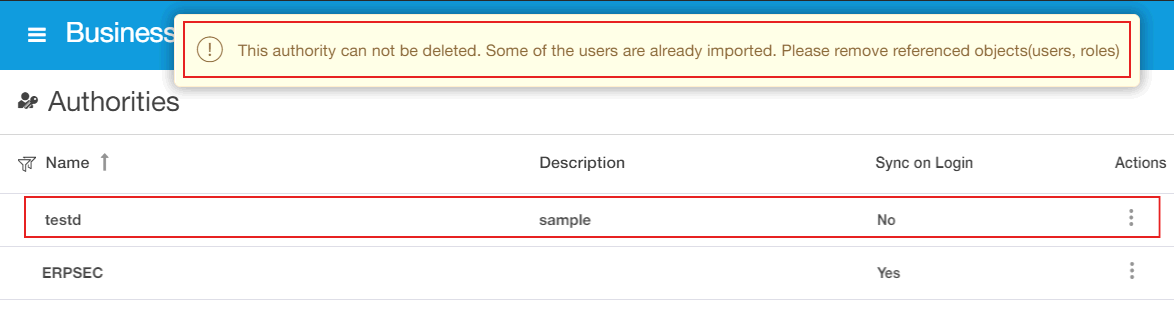 Business
This authority can not be deleted. Some of the users are already imported. Please remove referenced objects(users, roles)
Authorities
Name Description Sync on Login Actions
testd sample No
ERPSEC Yes